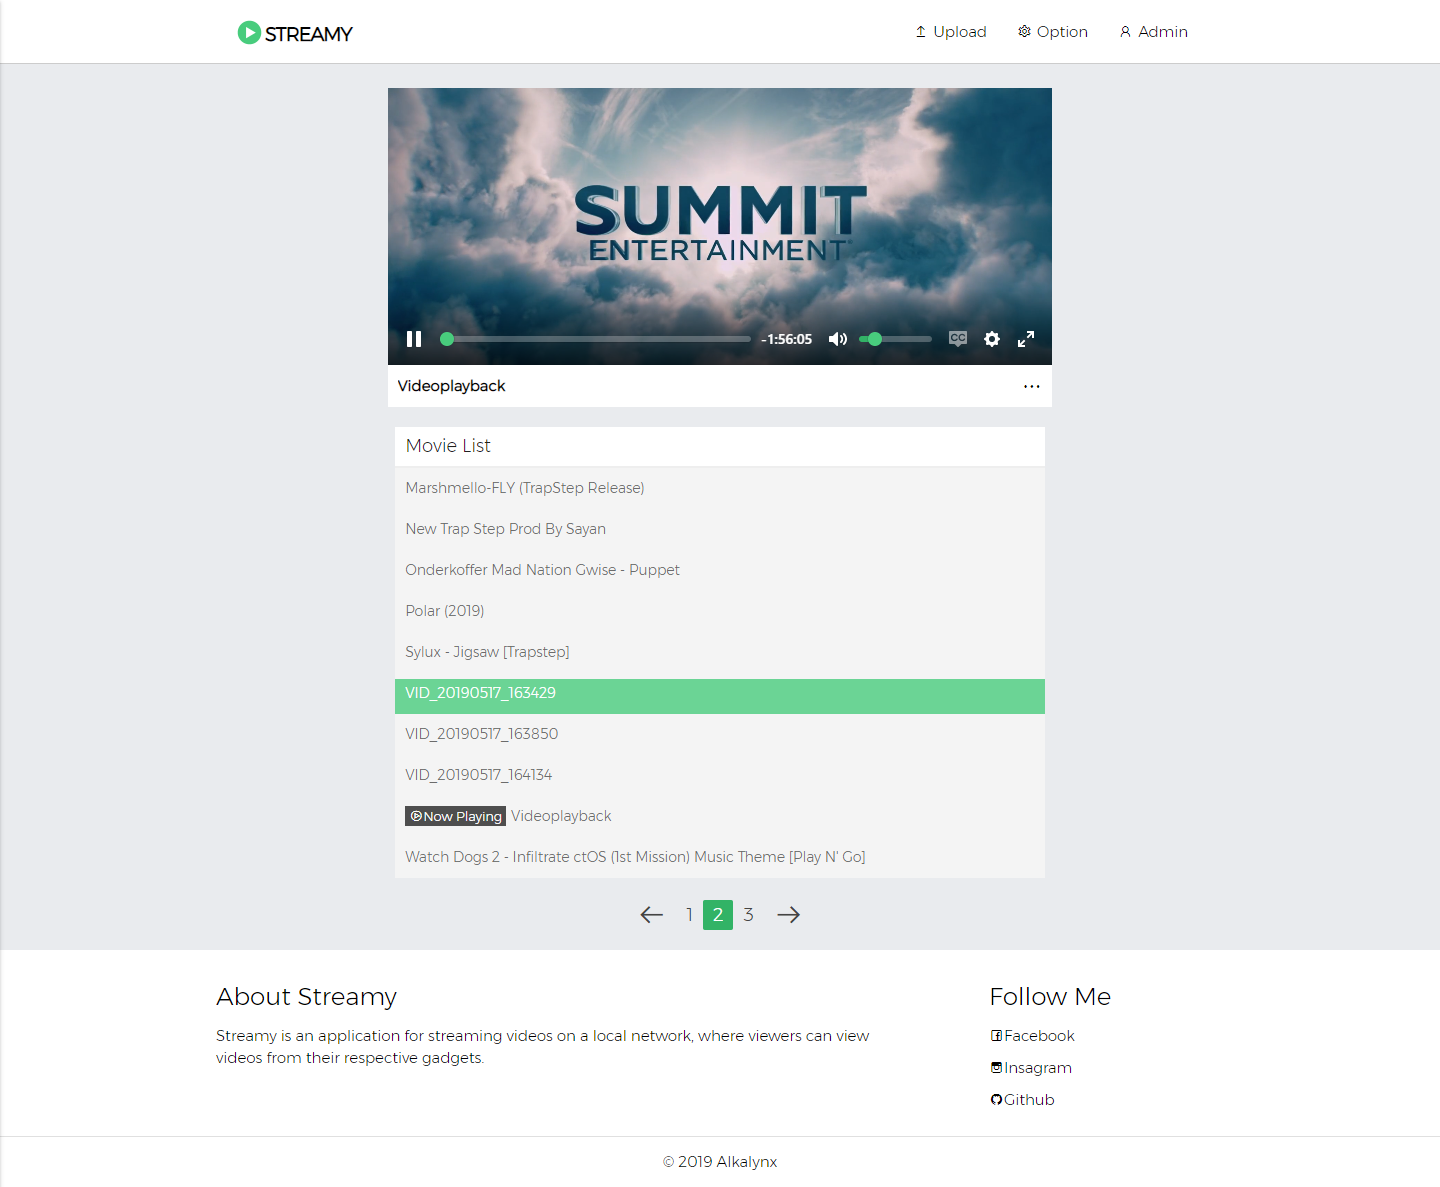 STREAMY
Upload
Option
Admin
SUMMIT
ENTERTAINMENT
-1:56:05
CC
Videoplayback
Movie List
Marshmello-FLY (TrapStep Release)
New Trap Step Prod By Sayan
Onderkoffer Mad Nation Gwise - Puppet
Polar (2019)
Sylux - Jigsaw [Trapstep]
VID_20190517_163429
VID_20190517_163850
VID_20190517_164134
Now Playing Videoplayback
Watch Dogs 2 - Infiltrate ctOS (1st Mission) Music Theme [Play N' Go]
1 2 3
About Streamy
Streamy is an application for streaming videos on a local network, where viewers can view
videos from their respective gadgets.
Follow Me
Facebook
Insagram
Github
© 2019 Alkalynx